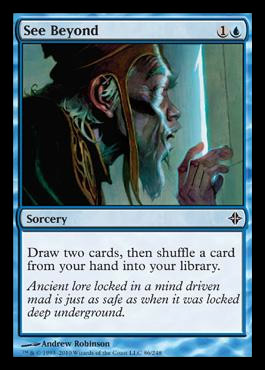 See Beyond 1
Sorcery
Draw two cards, then shuffle a card
from your hand into your library.
Ancient lore locked in a mind driven
mad is just as safe as when it was locked
deep underground.
Andrew Robinson
™ & © 1993–2010 Wizards of the Coast LLC 86/248